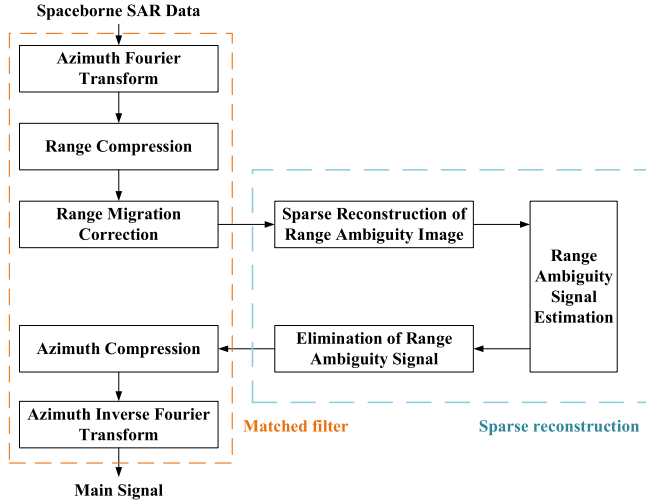 Spaceborne SAR Data
Azimuth Fourier
Transform
Range Compression
Range Migration
Correction
Sparse Reconstruction of
Range Ambiguity Image
Range
Ambiguity
Signal
Estimation
Elimination of Range
Ambiguity Signal
Azimuth Compression
Azimuth Inverse Fourier
Transform
Matched filter
Sparse reconstruction
Main Signal